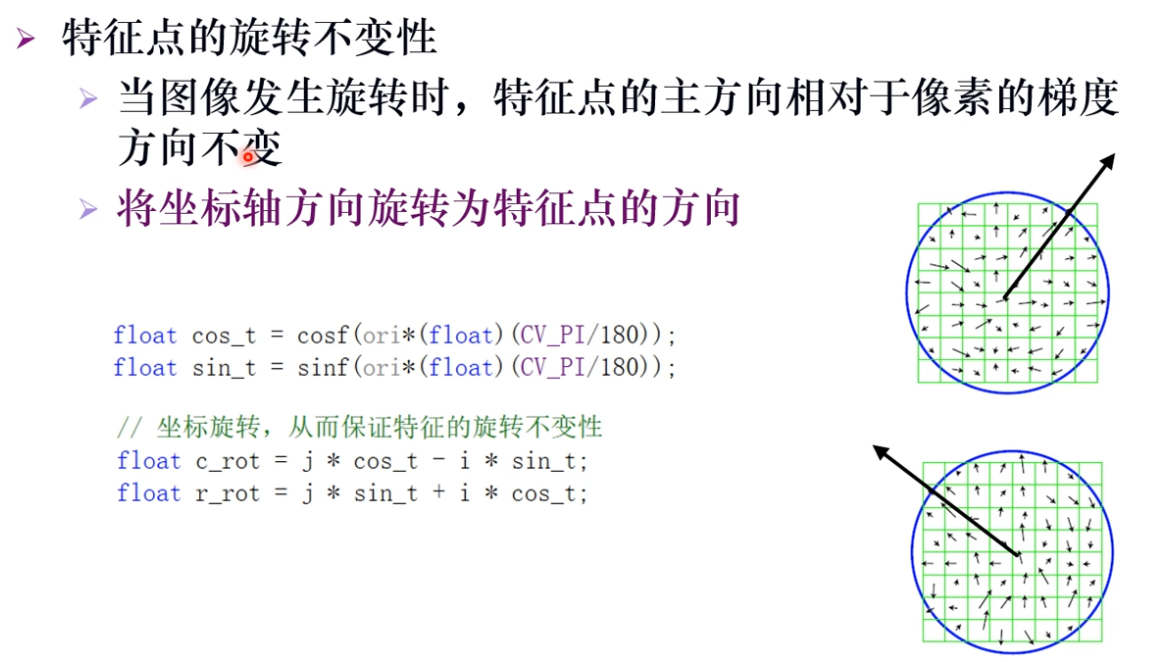 特征点的旋转不变性
当图像发生旋转时，特征点的主方向相对于像素的梯度
方向不变
将坐标轴方向旋转为特征点的方向
float cos_t = cosf(ori*(float)(CV_PI/180));
float sin_t = sinf(ori*(float)(CV_PI/180));
// 坐标旋转，从而保证特征的旋转不变性
float c_rot = j * cos_t - i * sin_t;
float r_rot = j * sin_t + i * cos_t;